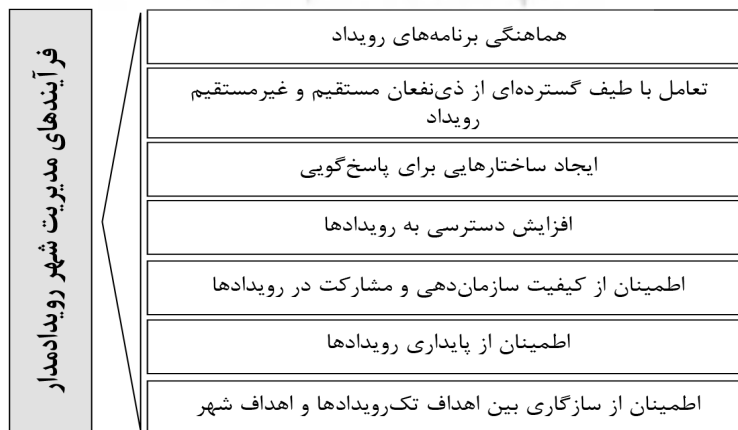 فرآیندهای مدیریت شهر رویدادمدار
هماهنگی برنامه‌های رویداد
تعامل با طیف گسترده‌ای از ذی‌نفعان مستقیم و غیرمستقیم
رویداد
ایجاد ساختارهایی برای پاسخ‌گویی
افزایش دسترسی به رویدادها
اطمینان از کیفیت سازمان‌دهی و مشارکت در رویدادها
اطمینان از پایداری رویدادها
اطمینان از سازگاری بین اهداف تک‌رویدادها و اهداف شهر